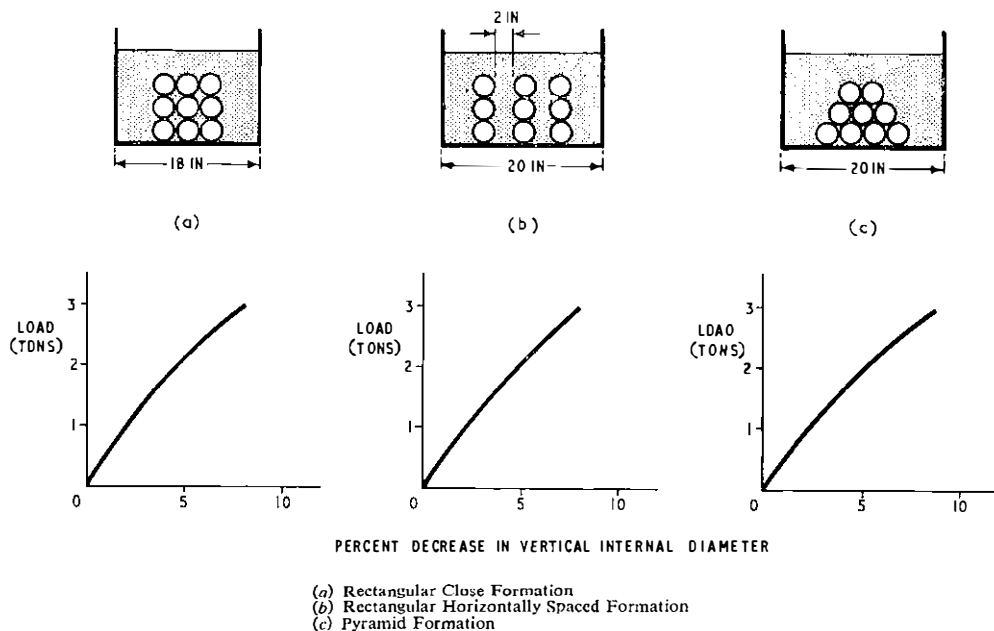 2 IN
18 IN
20 IN
20 IN
(a)
(b)
(c)
LOAD
(TDNS)
3
2
1
0
5
10
LOAD
(TONS)
3
2
1
0
5
10
LDAO
(TONS)
3
2
1
0
5
10
PERCENT DECREASE IN VERTICAL INTERNAL DIAMETER
(a) Rectangular Close Formation
(b) Rectangular Horizontally Spaced Formation
(c) Pyramid Formation